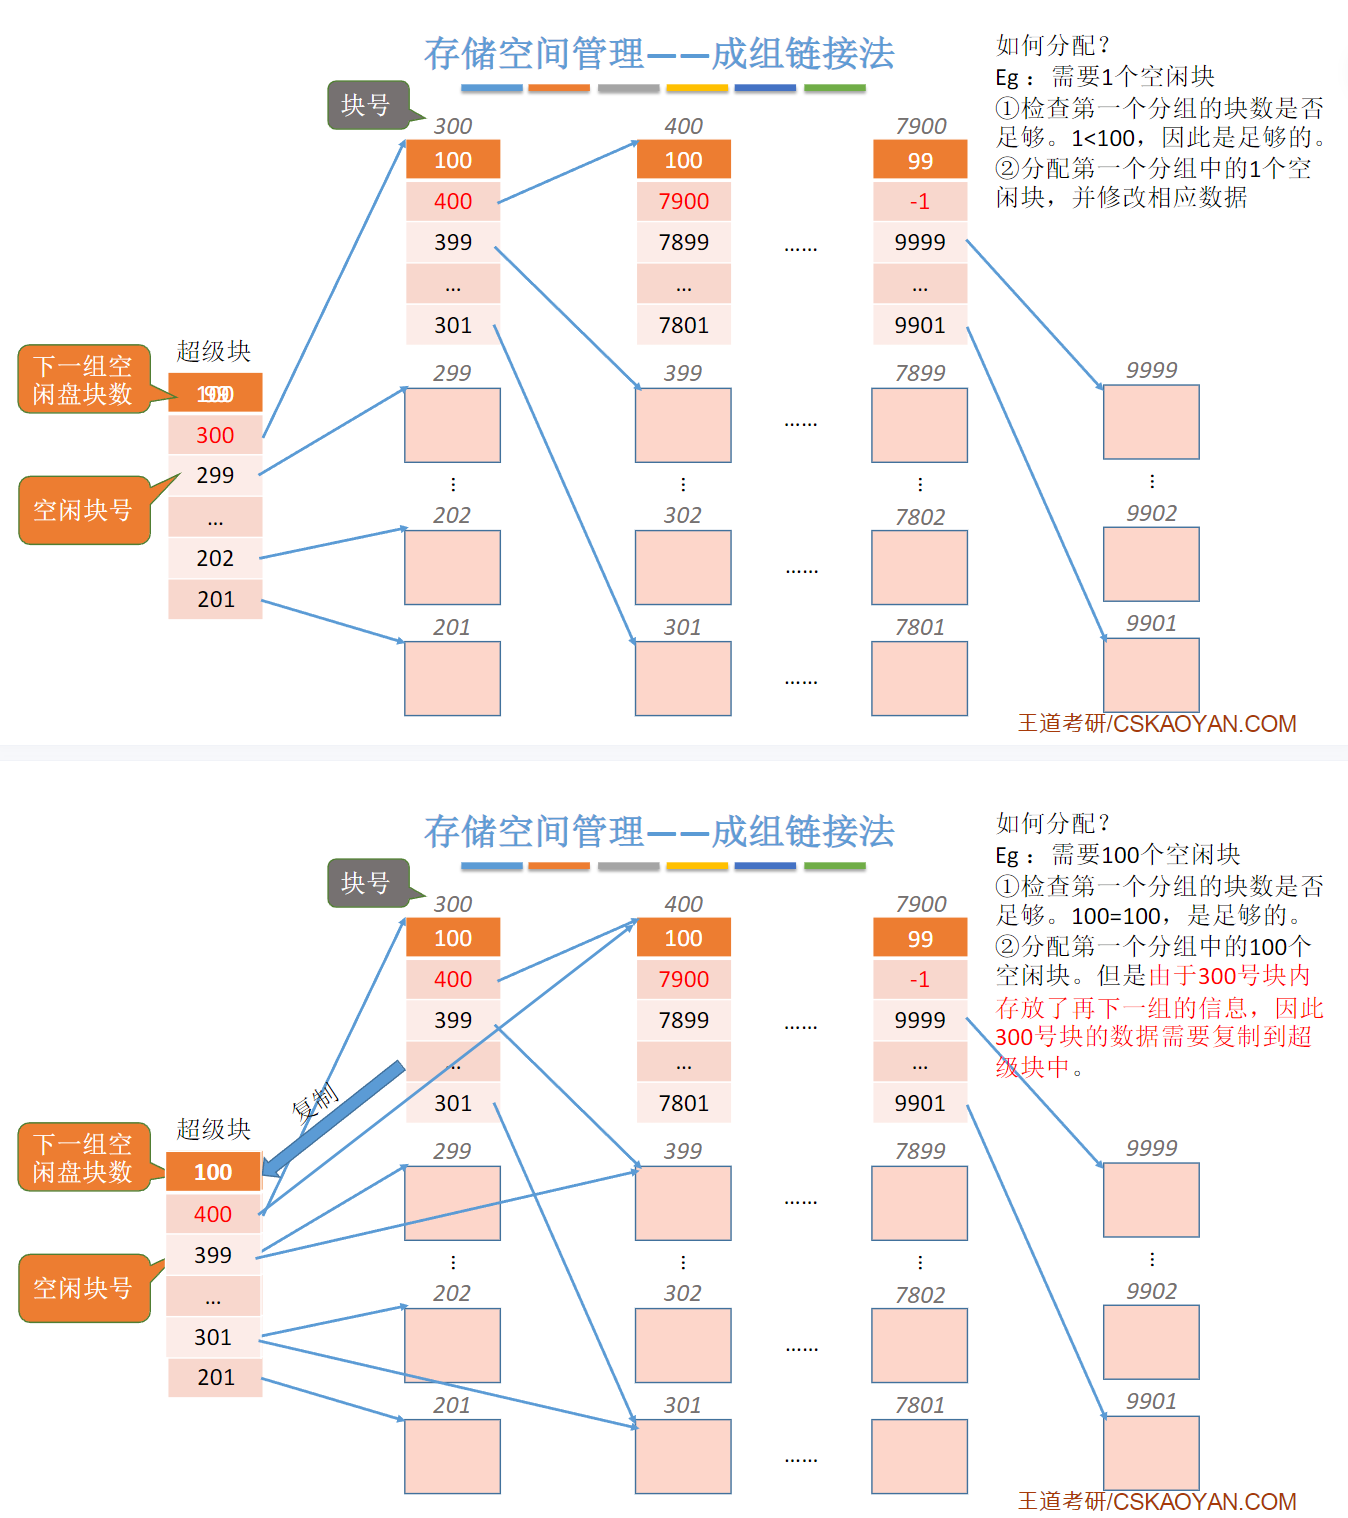 存储空间管理——成组链接法
如何分配？
Eg：需要1个空闲块
①检查第一个分组的块数是否
足够。1<100，因此是足够的。
②分配第一个分组中的1个空
闲块，并修改相应数据
块号
300 400 7900
100 100 99
400 7900 -1
399 7899 …… 9999
... ... ...
301 7801 9901
超级块
下一组空
闲盘块数
100
99
300
空闲块号
299
...
202
201
299 399 7899 9999
……
⋮ ⋮ ⋮ ⋮
202 302 7802 9902
……
201 301 7801 9901
……
王道考研/CSKAOYAN.COM
存储空间管理——成组链接法
如何分配？
Eg：需要100个空闲块
①检查第一个分组的块数是否
足够。100=100，是足够的。
②分配第一个分组中的100个
空闲块。但是由于300号块内
存放了再下一组的信息，因此
300号块的数据需要复制到超
级块中。
块号
300 400 7900
100 100 99
400 7900 -1
399 7899 …… 9999
... ... ...
301 7801 9901
复制
超级块
下一组空
闲盘块数
100
400
空闲块号
399
...
301
201
299 399 7899 9999
……
⋮ ⋮ ⋮ ⋮
202 302 7802 9902
……
201 301 7801 9901
……
王道考研/CSKAOYAN.COM